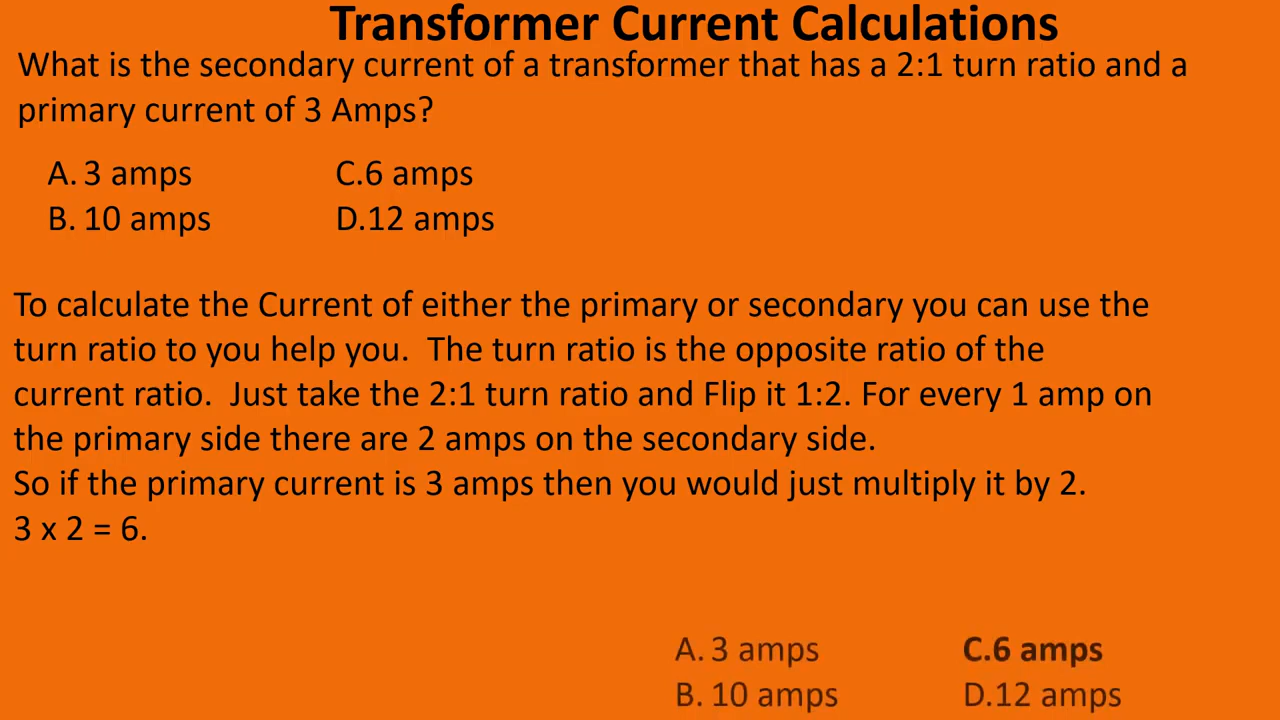 Transformer Current Calculations
What is the secondary current of a transformer that has a 2:1 turn ratio and a
primary current of 3 Amps?
A. 3 amps C.6 amps
B. 10 amps D.12 amps
To calculate the Current of either the primary or secondary you can use the
turn ratio to you help you.  The turn ratio is the opposite ratio of the
current ratio.  Just take the 2:1 turn ratio and Flip it 1:2. For every 1 amp on
the primary side there are 2 amps on the secondary side.
So if the primary current is 3 amps then you would just multiply it by 2.
3 x 2 = 6.
A. 3 amps C.6 amps
B. 10 amps D.12 amps